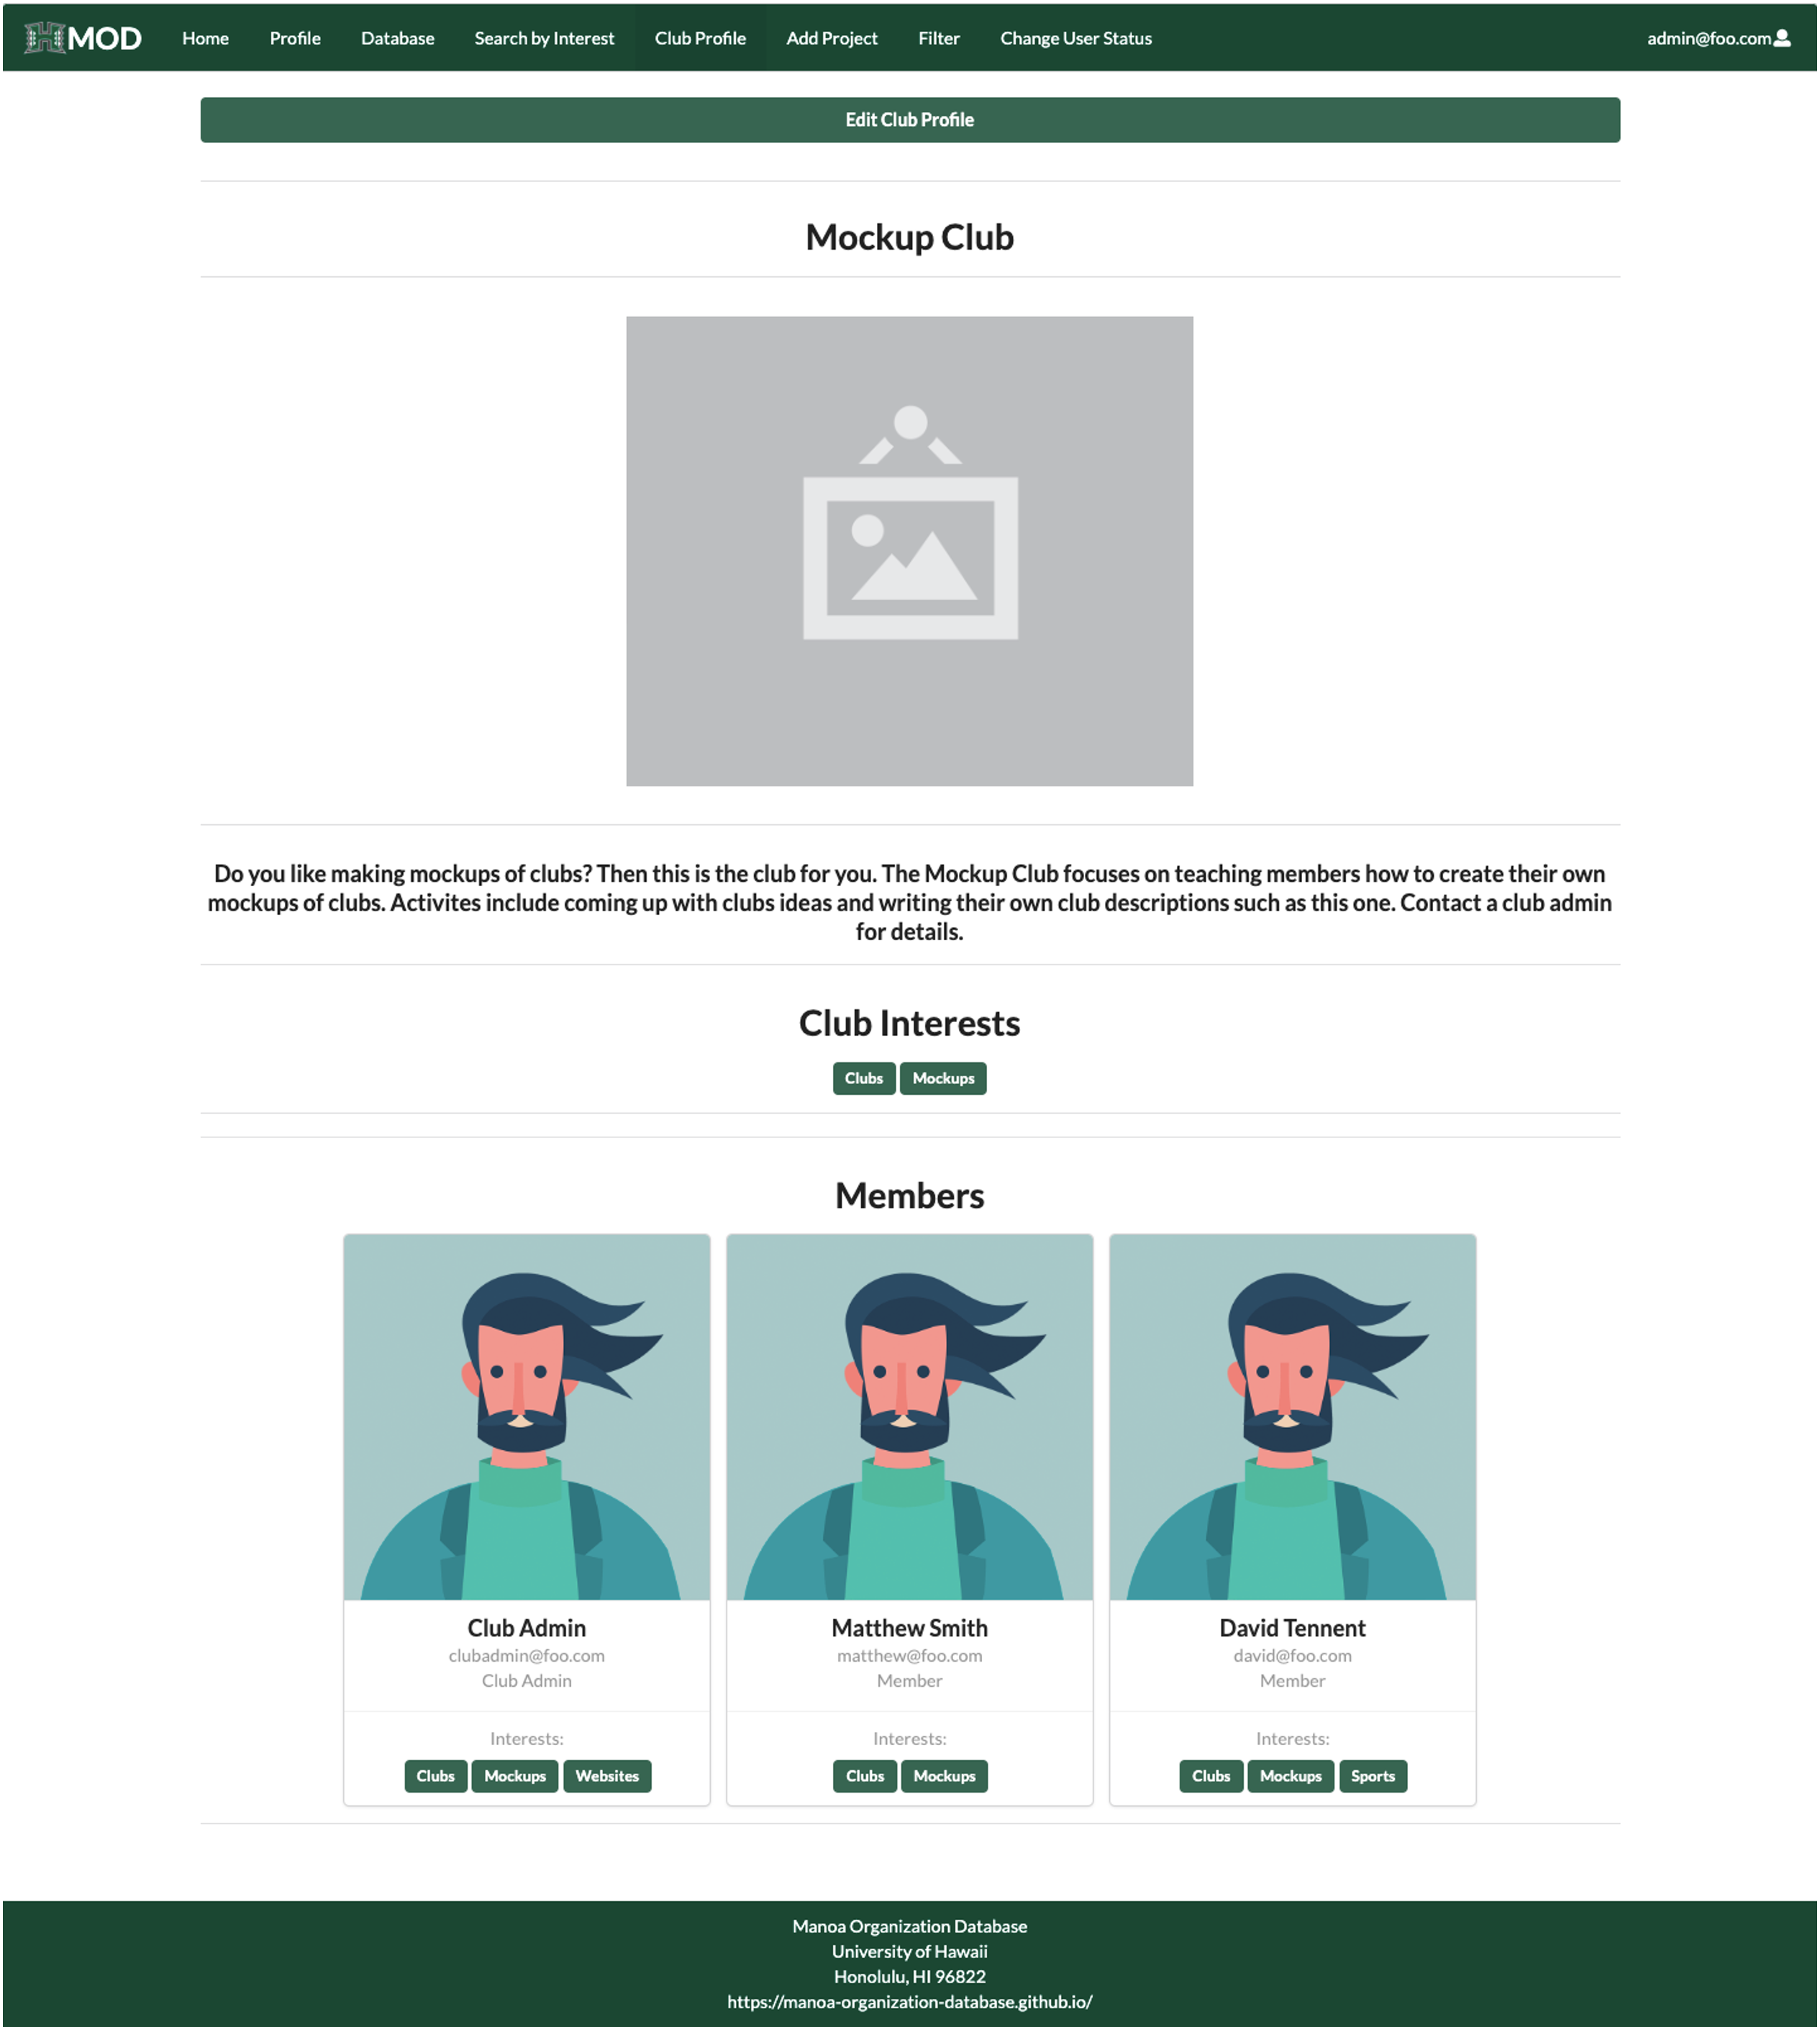 MOD Home Profile Database Search by Interest Club Profile Add Project Filter Change User Status admin@foo.com
Edit Club Profile
Mockup Club
Do you like making mockups of clubs? Then this is the club for you. The Mockup Club focuses on teaching members how to create their own
mockups of clubs. Activites include coming up with clubs ideas and writing their own club descriptions such as this one. Contact a club admin
for details.
Club Interests
Clubs Mockups
Members
Club Admin
clubadmin@foo.com
Club Admin
Interests:
Clubs Mockups Websites
Matthew Smith
matthew@foo.com
Member
Interests:
Clubs Mockups
David Tennent
david@foo.com
Member
Interests:
Clubs Mockups Sports
Manoa Organization Database
University of Hawaii
Honolulu, HI 96822
https://manoa-organization-database.github.io/